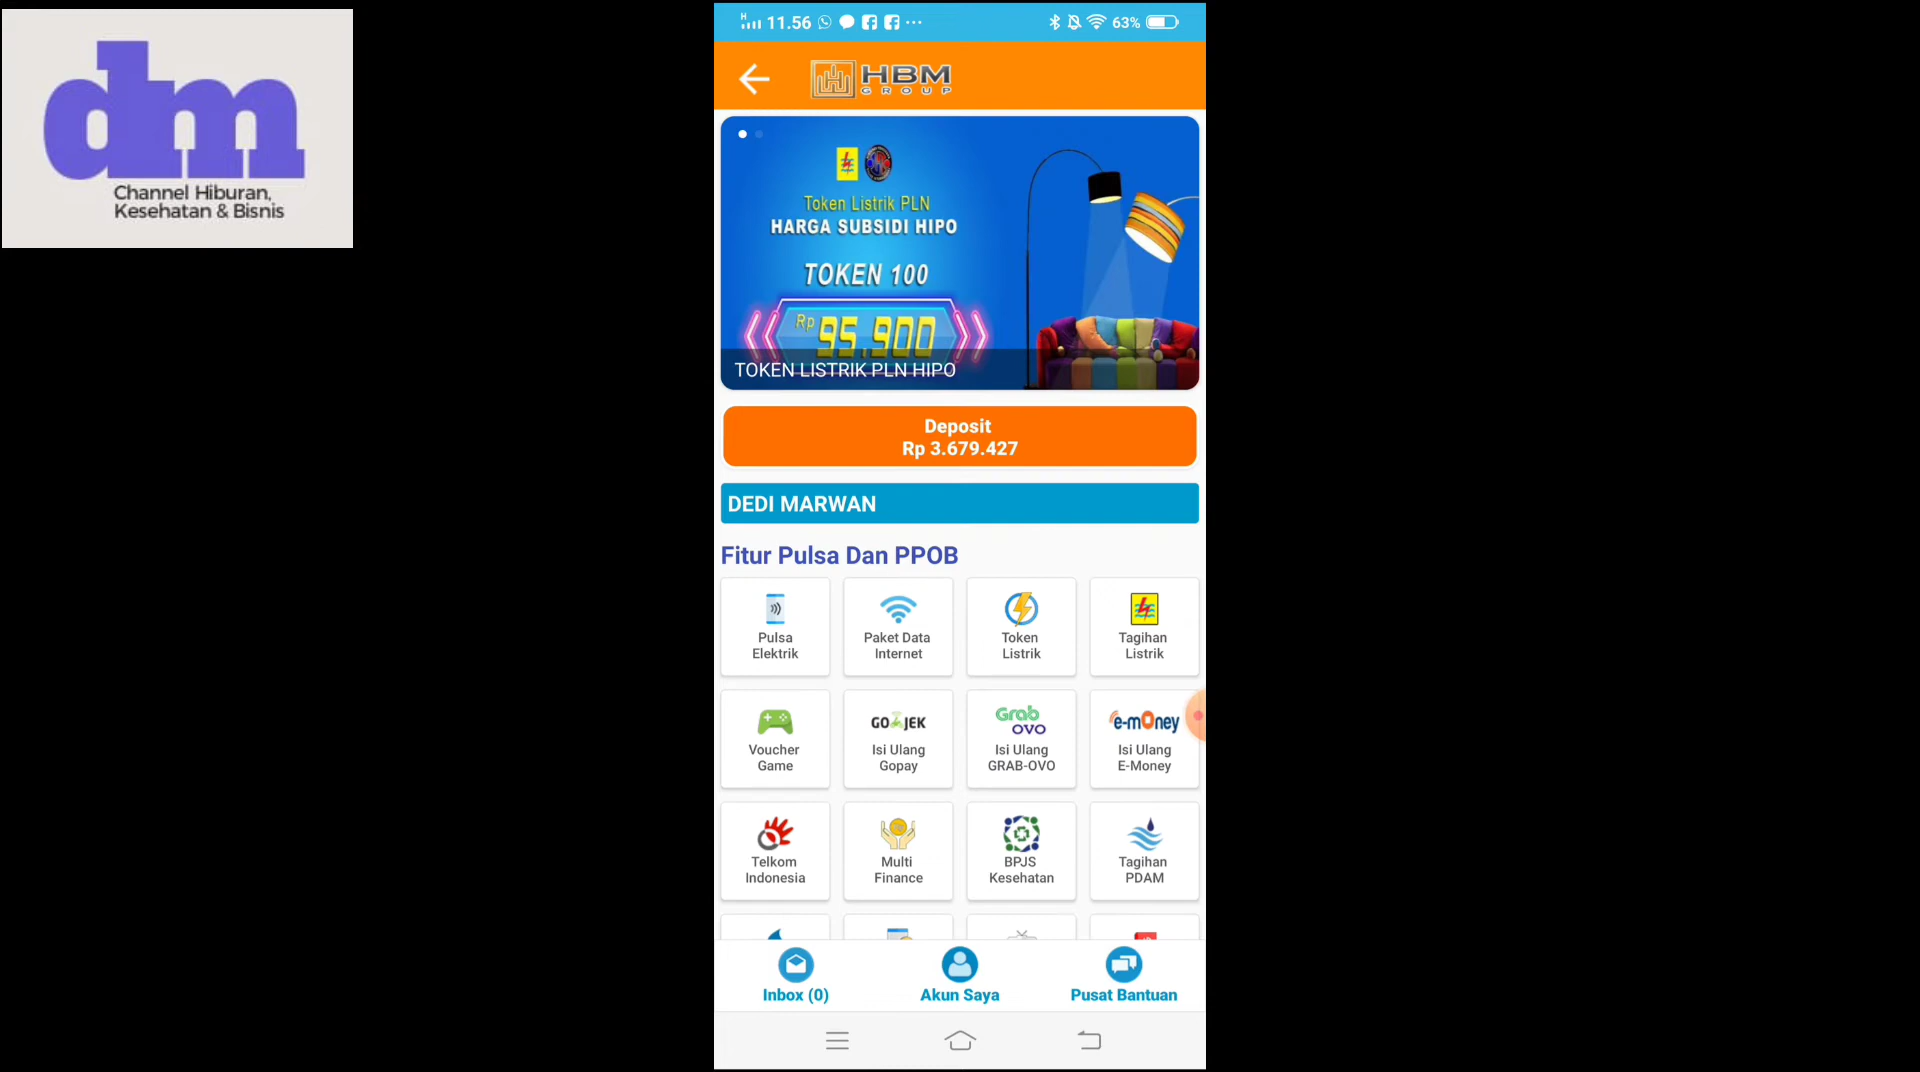 dm
Channel Hiburan,
Kesehatan & Bisnis
H 11.56 63%
HBM
GROUP
Token Listrik PLN
HARGA SUBSIDI HIPO
TOKEN 100
Rp 95.900
TOKEN LISTRIK PLN HIPO
Deposit
Rp 3.679.427
DEDI MARWAN
Fitur Pulsa Dan PPOB
Pulsa
Elektrik
Paket Data
Internet
Token
Listrik
Tagihan
Listrik
Voucher
Game
GO-JEK
Isi Ulang
Gopay
Grab
OVO
Isi Ulang
GRAB-OVO
e-mOney
Isi Ulang
E-Money
Telkom
Indonesia
Multi
Finance
BPJS
Kesehatan
Tagihan
PDAM
Inbox (0)
Akun Saya
Pusat Bantuan